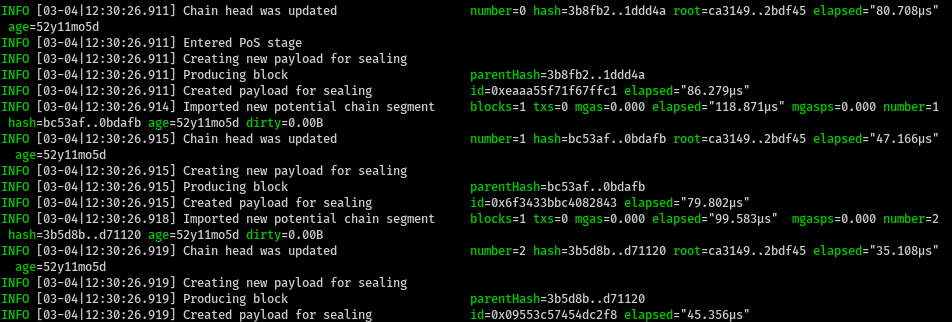 INFO [03-04|12:30:26.911] Chain head was updated number=0 hash=3b8fb2..1ddd4a root=ca3149..2bdf45 elapsed="80.708µs"
age=52y11mo5d
INFO [03-04|12:30:26.911] Entered PoS stage
INFO [03-04|12:30:26.911] Creating new payload for sealing
INFO [03-04|12:30:26.911] Producing block parentHash=3b8fb2..1ddd4a
INFO [03-04|12:30:26.911] Created payload for sealing id=0xeaaa55f71f67ffc1 elapsed="86.279µs"
INFO [03-04|12:30:26.914] Imported new potential chain segment blocks=1 txs=0 mgas=0.000 elapsed="118.871µs" mgasps=0.000 number=1
hash=bc53af..0bdafb age=52y11mo5d dirty=0.00B
INFO [03-04|12:30:26.915] Chain head was updated number=1 hash=bc53af..0bdafb root=ca3149..2bdf45 elapsed="47.166µs"
age=52y11mo5d
INFO [03-04|12:30:26.915] Creating new payload for sealing
INFO [03-04|12:30:26.915] Producing block parentHash=bc53af..0bdafb
INFO [03-04|12:30:26.915] Created payload for sealing id=0x6f3433bbc4082843 elapsed="79.802µs"
INFO [03-04|12:30:26.918] Imported new potential chain segment blocks=1 txs=0 mgas=0.000 elapsed="99.583µs" mgasps=0.000 number=2
hash=3b5d8b..d71120 age=52y11mo5d dirty=0.00B
INFO [03-04|12:30:26.919] Chain head was updated number=2 hash=3b5d8b..d71120 root=ca3149..2bdf45 elapsed="35.108µs"
age=52y11mo5d
INFO [03-04|12:30:26.919] Creating new payload for sealing
INFO [03-04|12:30:26.919] Producing block parentHash=3b5d8b..d71120
INFO [03-04|12:30:26.919] Created payload for sealing id=0x09553c57454dc2f8 elapsed="45.356µs"